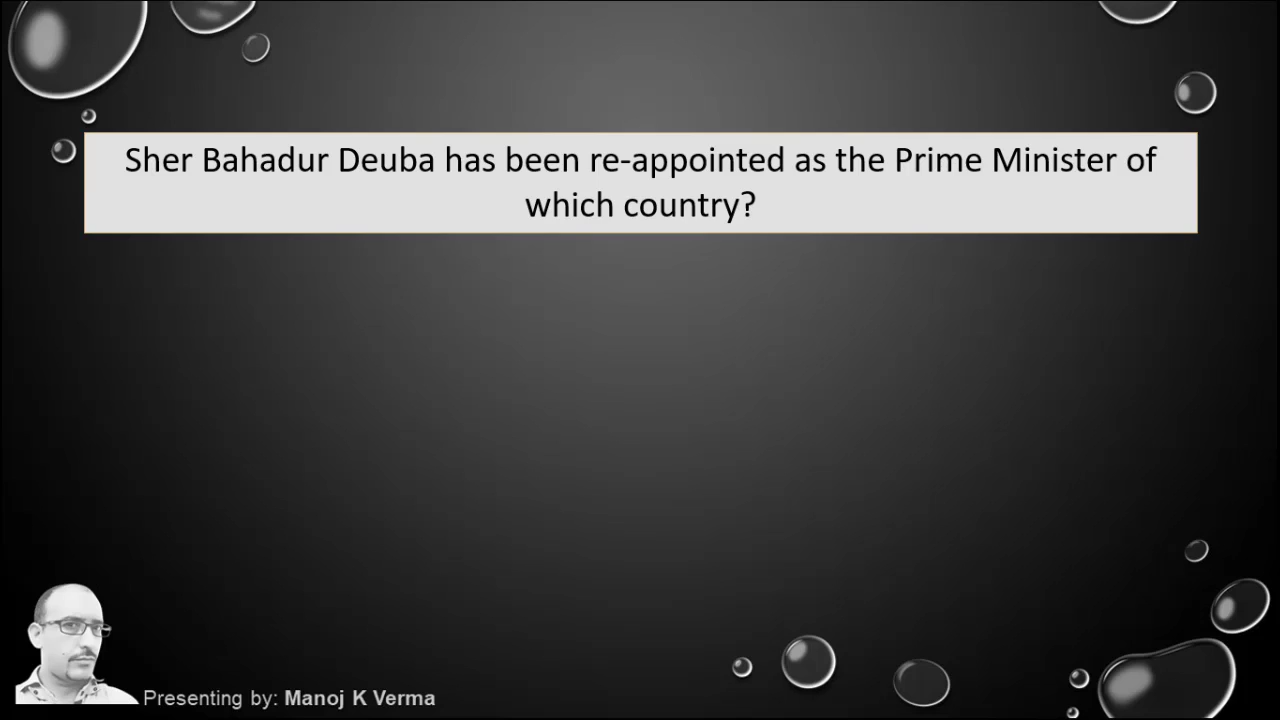 Sher Bahadur Deuba has been re-appointed as the Prime Minister of
which country?
Presenting by: Manoj K Verma